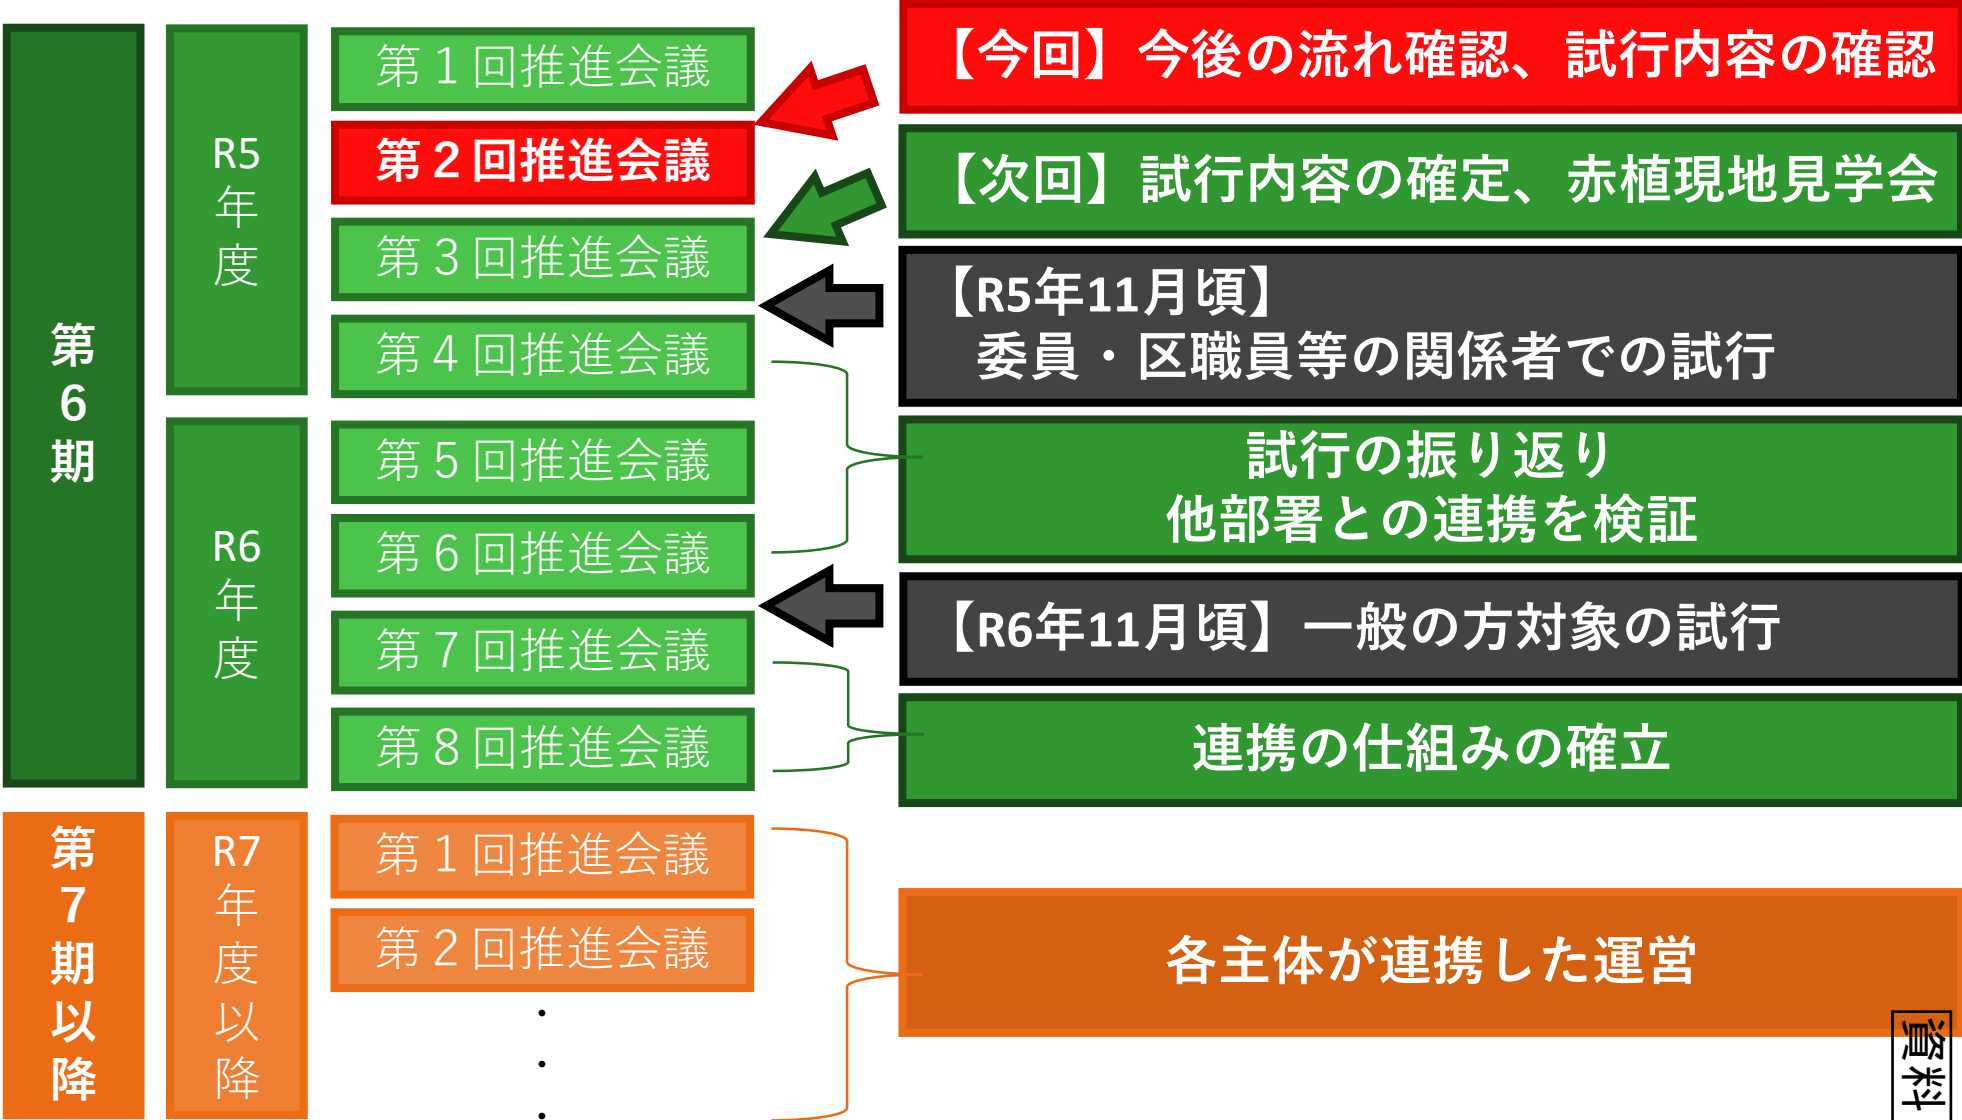 第6期
R5年度
第1回推進会議
第2回推進会議
第3回推進会議
第4回推進会議
R6年度
第5回推進会議
第6回推進会議
第7回推進会議
第8回推進会議
【今回】今後の流れ確認、試行内容の確認
【次回】試行内容の確定、赤植現地見学会
【R5年11月頃】
委員・区職員等の関係者での試行
試行の振り返り
他部署との連携を検証
【R6年11月頃】一般の方対象の試行
連携の仕組みの確立
第7期以降
R7年度以降
第1回推進会議
第2回推進会議
・
・
・
各主体が連携した運営
資料